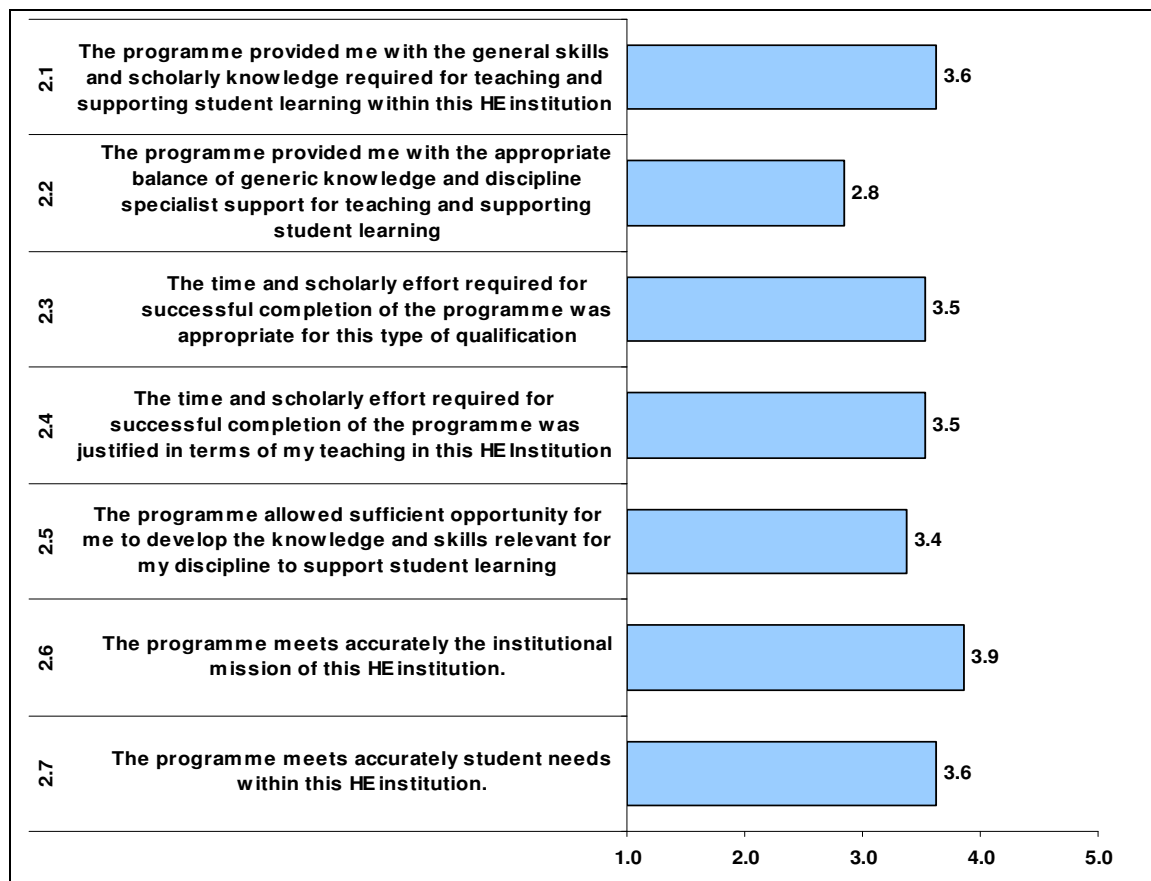 2.1
The programme provided me with the general skills
and scholarly knowledge required for teaching and
supporting student learning within this HE institution
3.6
2.2
The programme provided me with the appropriate
balance of generic knowledge and discipline
specialist support for teaching and supporting
student learning
2.8
2.3
The time and scholarly effort required for
successful completion of the programme was
appropriate for this type of qualification
3.5
2.4
The time and scholarly effort required for
successful completion of the programme was
justified in terms of my teaching in this HE Institution
3.5
2.5
The programme allowed sufficient opportunity for
me to develop the knowledge and skills relevant for
my discipline to support student learning
3.4
2.6
The programme meets accurately the institutional
mission of this HE institution.
3.9
2.7
The programme meets accurately student needs
within this HE institution.
3.6
1.0 2.0 3.0 4.0 5.0